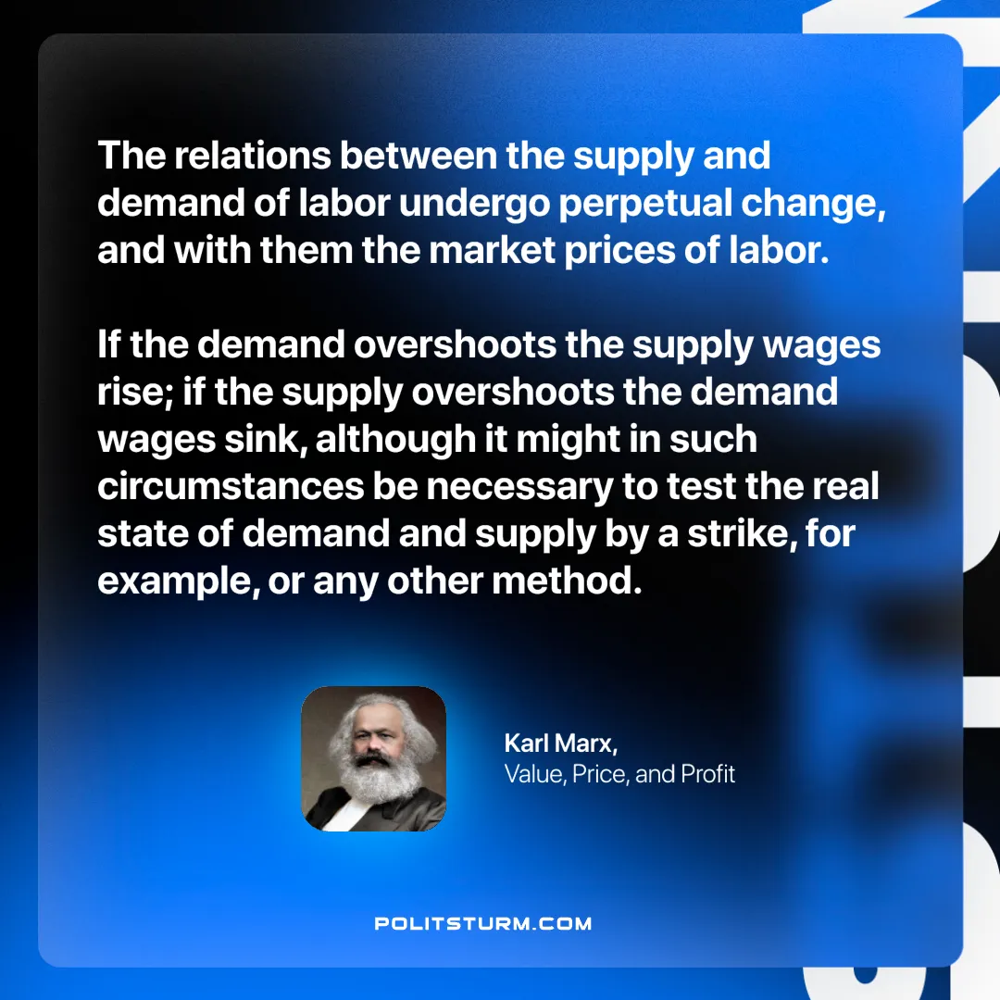 The relations between the supply and
demand of labor undergo perpetual change,
and with them the market prices of labor.
If the demand overshoots the supply wages
rise; if the supply overshoots the demand
wages sink, although it might in such
circumstances be necessary to test the real
state of demand and supply by a strike, for
example, or any other method.
Karl Marx,
Value, Price, and Profit
POLITSTURM.COM